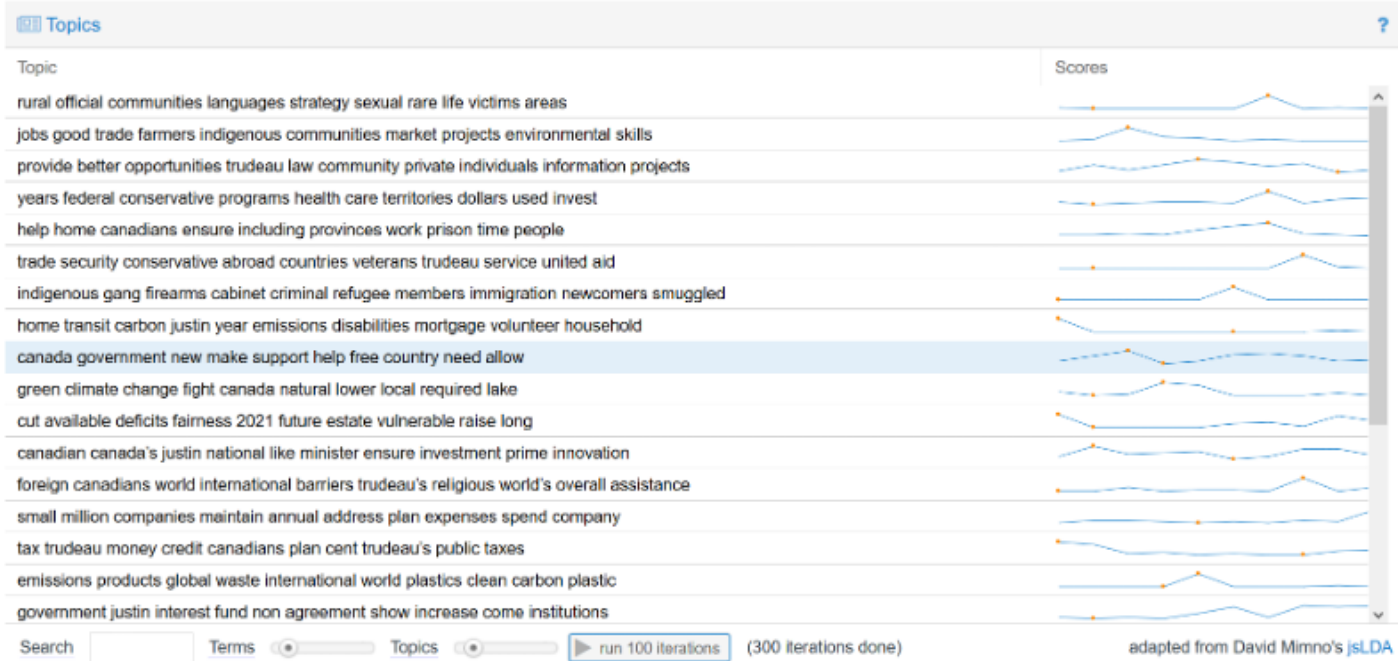 Topics ?
Topic Scores
rural official communities languages strategy sexual rare life victims areas
jobs good trade farmers indigenous communities market projects environmental skills
provide better opportunities trudeau law community private individuals information projects
years federal conservative programs health care territories dollars used invest
help home canadians ensure including provinces work prison time people
trade security conservative abroad countries veterans trudeau service united aid
indigenous gang firearms cabinet criminal refugee members immigration newcomers smuggled
home transit carbon justin year emissions disabilities mortgage volunteer household
canada government new make support help free country need allow
green climate change fight canada natural lower local required lake
cut available deficits fairness 2021 future estate vulnerable raise long
canadian canada's justin national like minister ensure investment prime innovation
foreign canadians world international barriers trudeau's religious world's overall assistance
small million companies maintain annual address plan expenses spend company
tax trudeau money credit canadians plan cent trudeau's public taxes
emissions products global waste international world plastics clean carbon plastic
government justin interest fund non agreement show increase come institutions
Search Terms Topics run 100 iterations (300 iterations done) adapted from David Mimno's jsLDA